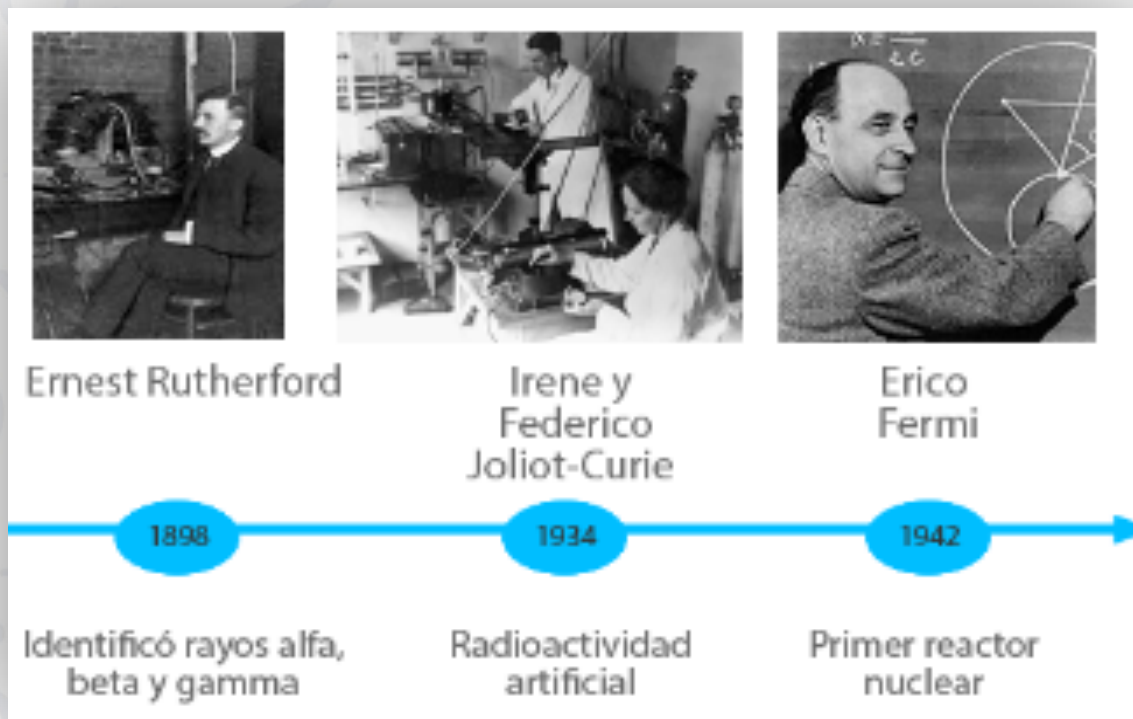 Ernest Rutherford
Irene y
Federico
Joliot-Curie
Erico
Fermi
1898
1934
1942
Identificó rayos alfa,
beta y gamma
Radioactividad
artificial
Primer reactor
nuclear